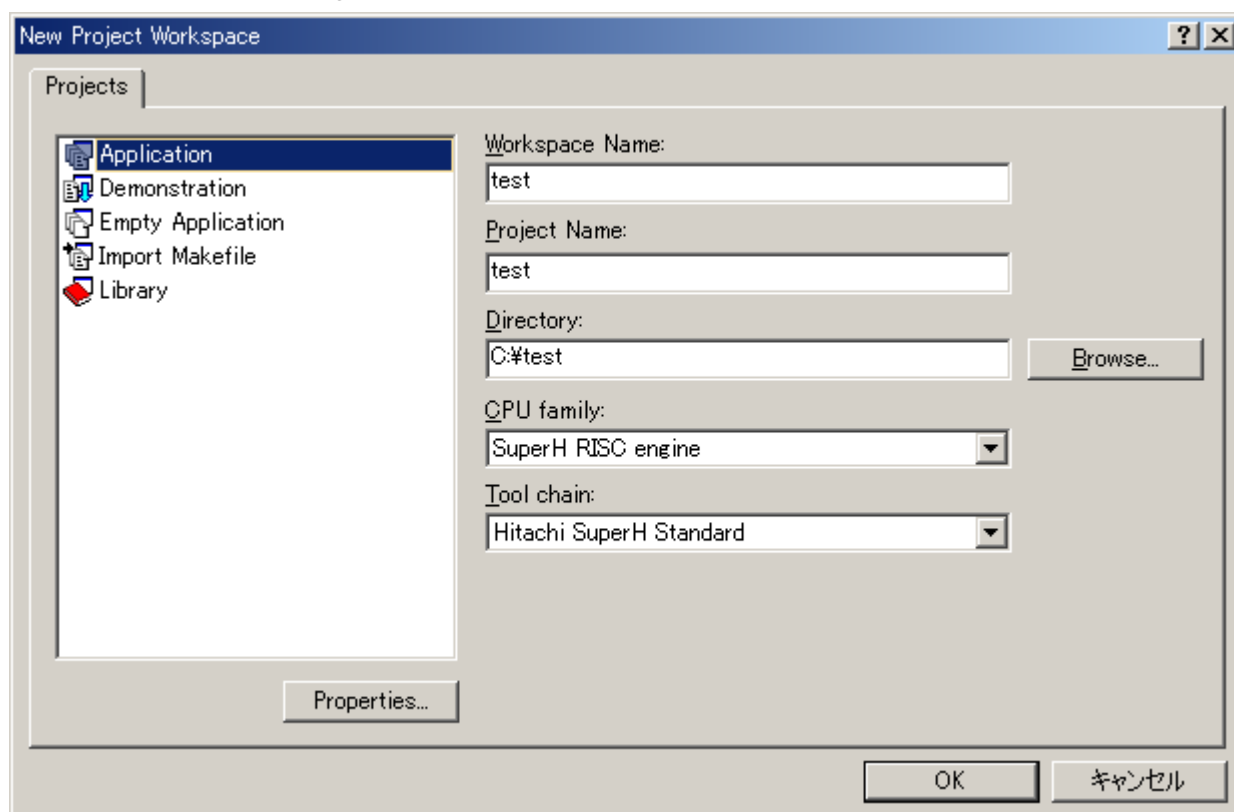 New Project Workspace
Projects
Application
Demonstration
Empty Application
Import Makefile
Library
Properties...
Workspace Name:
test
Project Name:
test
Directory:
C:¥test
Browse...
CPU family:
SuperH RISC engine
Tool chain:
Hitachi SuperH Standard
OK
キャンセル